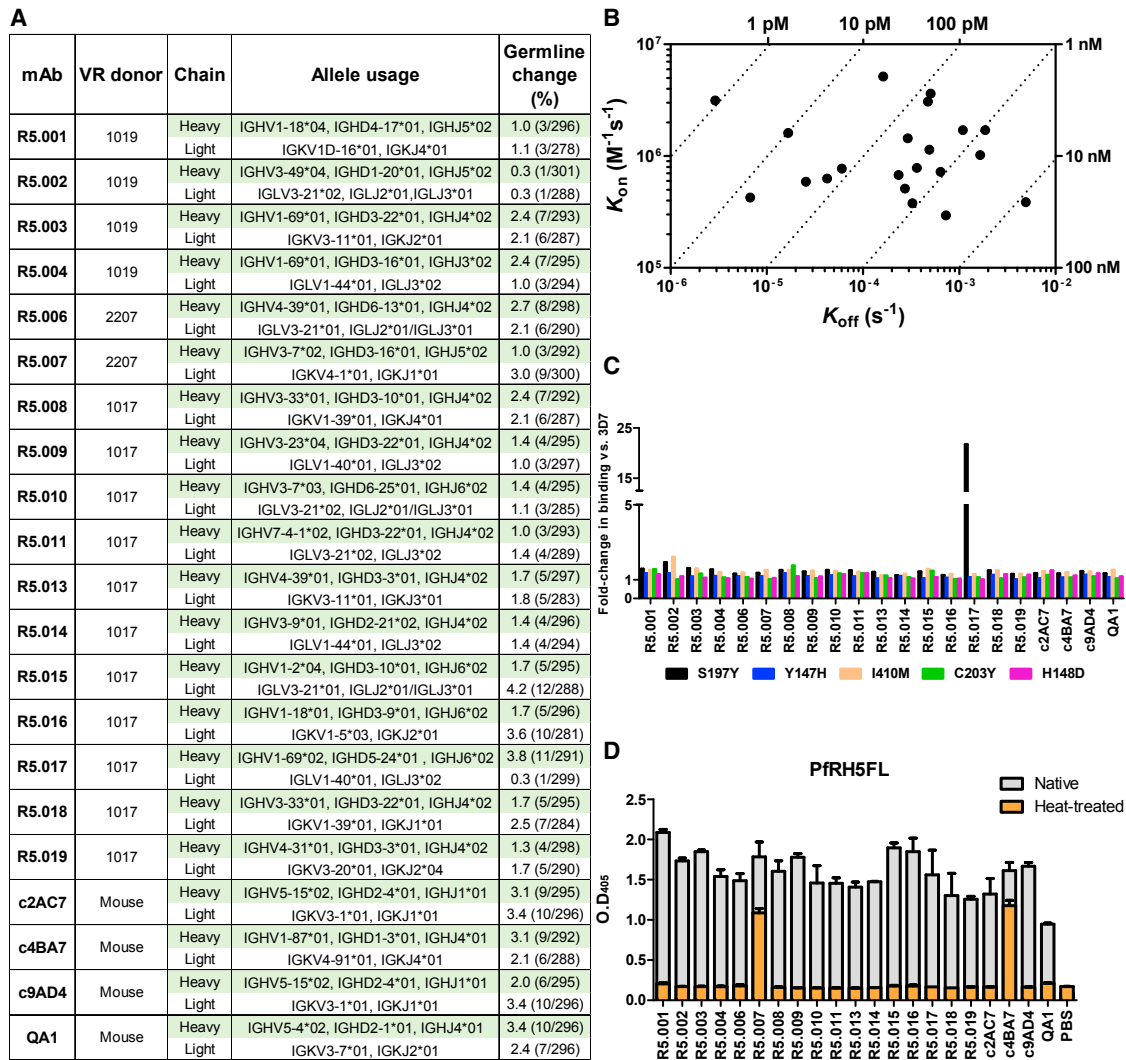 A
mAb VR donor Chain Allele usage Germline change (%)
R5.001 1019 Heavy IGHV1-18*04, IGHD4-17*01, IGHJ5*02 1.0 (3/296)
Light IGKV1D-16*01, IGKJ4*01 1.1 (3/278)
R5.002 1019 Heavy IGHV3-49*04, IGHD1-20*01, IGHJ5*02 0.3 (1/301)
Light IGLV3-21*02, IGLJ2*01,IGLJ3*01 0.3 (1/288)
R5.003 1019 Heavy IGHV1-69*01, IGHD3-22*01, IGHJ4*02 2.4 (7/293)
Light IGKV3-11*01, IGKJ2*01 2.1 (6/287)
R5.004 1019 Heavy IGHV1-69*01, IGHD3-16*01, IGHJ3*02 2.4 (7/295)
Light IGLV1-44*01, IGLJ3*02 1.0 (3/294)
R5.006 2207 Heavy IGHV4-39*01, IGHD6-13*01, IGHJ4*02 2.7 (8/298)
Light IGLV3-21*01, IGLJ2*01/IGLJ3*01 2.1 (6/290)
R5.007 2207 Heavy IGHV3-7*02, IGHD3-16*01, IGHJ5*02 1.0 (3/292)
Light IGKV4-1*01, IGKJ1*01 3.0 (9/300)
R5.008 1017 Heavy IGHV3-33*01, IGHD3-10*01, IGHJ4*02 2.4 (7/292)
Light IGKV1-39*01, IGKJ4*01 2.1 (6/287)
R5.009 1017 Heavy IGHV3-23*04, IGHD3-22*01, IGHJ4*02 1.4 (4/295)
Light IGLV1-40*01, IGLJ3*02 1.0 (3/297)
R5.010 1017 Heavy IGHV3-7*03, IGHD6-25*01, IGHJ6*02 1.4 (4/295)
Light IGLV3-21*02, IGLJ2*01/IGLJ3*01 1.1 (3/285)
R5.011 1017 Heavy IGHV7-4-1*02, IGHD3-22*01, IGHJ4*02 1.0 (3/293)
Light IGLV3-21*02, IGLJ3*02 1.4 (4/289)
R5.013 1017 Heavy IGHV4-39*01, IGHD3-3*01, IGHJ4*02 1.7 (5/297)
Light IGKV3-11*01, IGKJ3*01 1.8 (5/283)
R5.014 1017 Heavy IGHV3-9*01, IGHD2-21*02, IGHJ4*02 1.4 (4/296)
Light IGLV1-44*01, IGLJ3*02 1.4 (4/294)
R5.015 1017 Heavy IGHV1-2*04, IGHD3-10*01, IGHJ6*02 1.7 (5/295)
Light IGLV3-21*01, IGLJ2*01/IGLJ3*01 4.2 (12/288)
R5.016 1017 Heavy IGHV1-18*01, IGHD3-9*01, IGHJ6*02 1.7 (5/296)
Light IGKV1-5*03, IGKJ2*01 3.6 (10/281)
R5.017 1017 Heavy IGHV1-69*02, IGHD5-24*01 , IGHJ6*02 3.8 (11/291)
Light IGLV1-40*01, IGLJ3*02 0.3 (1/299)
R5.018 1017 Heavy IGHV3-33*01, IGHD3-22*01, IGHJ4*02 1.7 (5/295)
Light IGKV1-39*01, IGKJ1*01 2.5 (7/284)
R5.019 1017 Heavy IGHV4-31*01, IGHD3-3*01, IGHJ4*02 1.3 (4/298)
Light IGKV3-20*01, IGKJ2*04 1.7 (5/290)
c2AC7 Mouse Heavy IGHV5-15*02, IGHD2-4*01, IGHJ1*01 3.1 (9/295)
Light IGKV3-1*01, IGKJ1*01 3.4 (10/296)
c4BA7 Mouse Heavy IGHV1-87*01, IGHD1-3*01, IGHJ4*01 3.1 (9/292)
Light IGKV4-91*01, IGKJ4*01 2.1 (6/288)
c9AD4 Mouse Heavy IGHV5-15*02, IGHD2-4*01, IGHJ1*01 2.0 (6/295)
Light IGKV3-1*01, IGKJ1*01 3.4 (10/296)
QA1 Mouse Heavy IGHV5-4*02, IGHD2-1*01, IGHJ4*01 3.4 (10/296)
Light IGKV3-7*01, IGKJ2*01 2.4 (7/296)
B
1 pM 10 pM 100 pM
10⁷ 1 nM
10⁶ 10 nM
10⁵ 100 nM
Kon (M⁻¹s⁻¹)
10⁻⁶ 10⁻⁵ 10⁻⁴ 10⁻³ 10⁻²
Koff (s⁻¹)
C
Fold-change in binding vs. 3D7
25
15
5
1
0
R5.001 R5.002 R5.003 R5.004 R5.006 R5.007 R5.008 R5.009 R5.010 R5.011 R5.013 R5.014 R5.015 R5.016 R5.017 R5.018 R5.019 c2AC7 c4BA7 c9AD4 QA1
S197Y Y147H I410M C203Y H148D
D
PfRH5FL
Native
Heat-treated
O.D405
2.5
2.0
1.5
1.0
0.5
0.0
R5.001 R5.002 R5.003 R5.004 R5.006 R5.007 R5.008 R5.009 R5.010 R5.011 R5.013 R5.014 R5.015 R5.016 R5.017 R5.018 R5.019 c2AC7 c4BA7 c9AD4 QA1 PBS